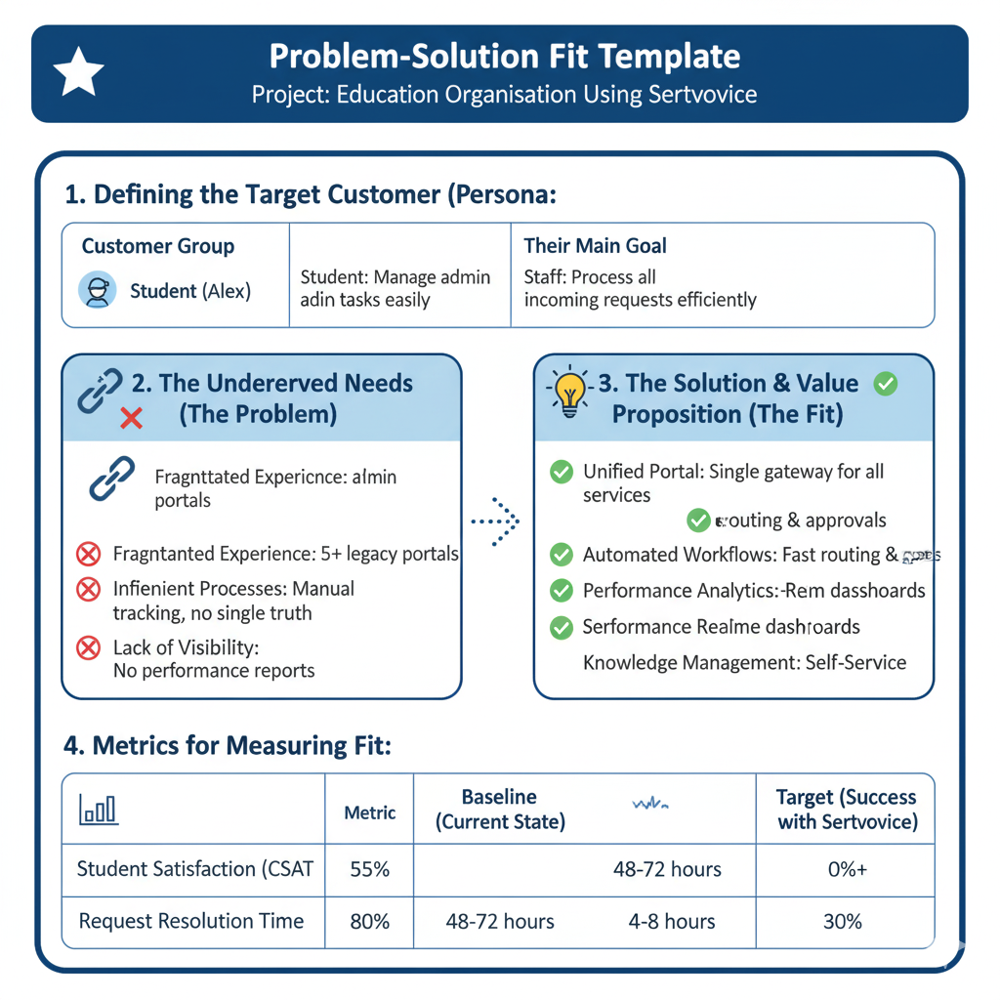 Problem-Solution Fit Template
Project: Education Organisation Using Sertvovice
1. Defining the Target Customer (Persona:
Customer Group
Student (Alex)
Student: Manage admin
adin tasks easily
Their Main Goal
Staff: Process all
incoming requests efficiently
2. The Undererved Needs
(The Problem)
Fragnttated Experience: almin
portals
Fragntanted Experience: 5+ legacy portals
Infienient Processes: Manual
tracking, no single truth
Lack of Visibility:
No performance reports
3. The Solution & Value
Proposition (The Fit)
Unified Portal: Single gateway for all
services
routing & approvals
Automated Workflows: Fast routing &
Performance Analytics:-Rem dasshoards
Serformance Realme dashroards
Knowledge Management: Self-Service
4. Metrics for Measuring Fit:
Metric
Baseline
(Current State)
Target (Success
with Sertvovice)
Student Satisfaction (CSAT
55%
48-72 hours
0%+
Request Resolution Time
80%
48-72 hours
4-8 hours
30%